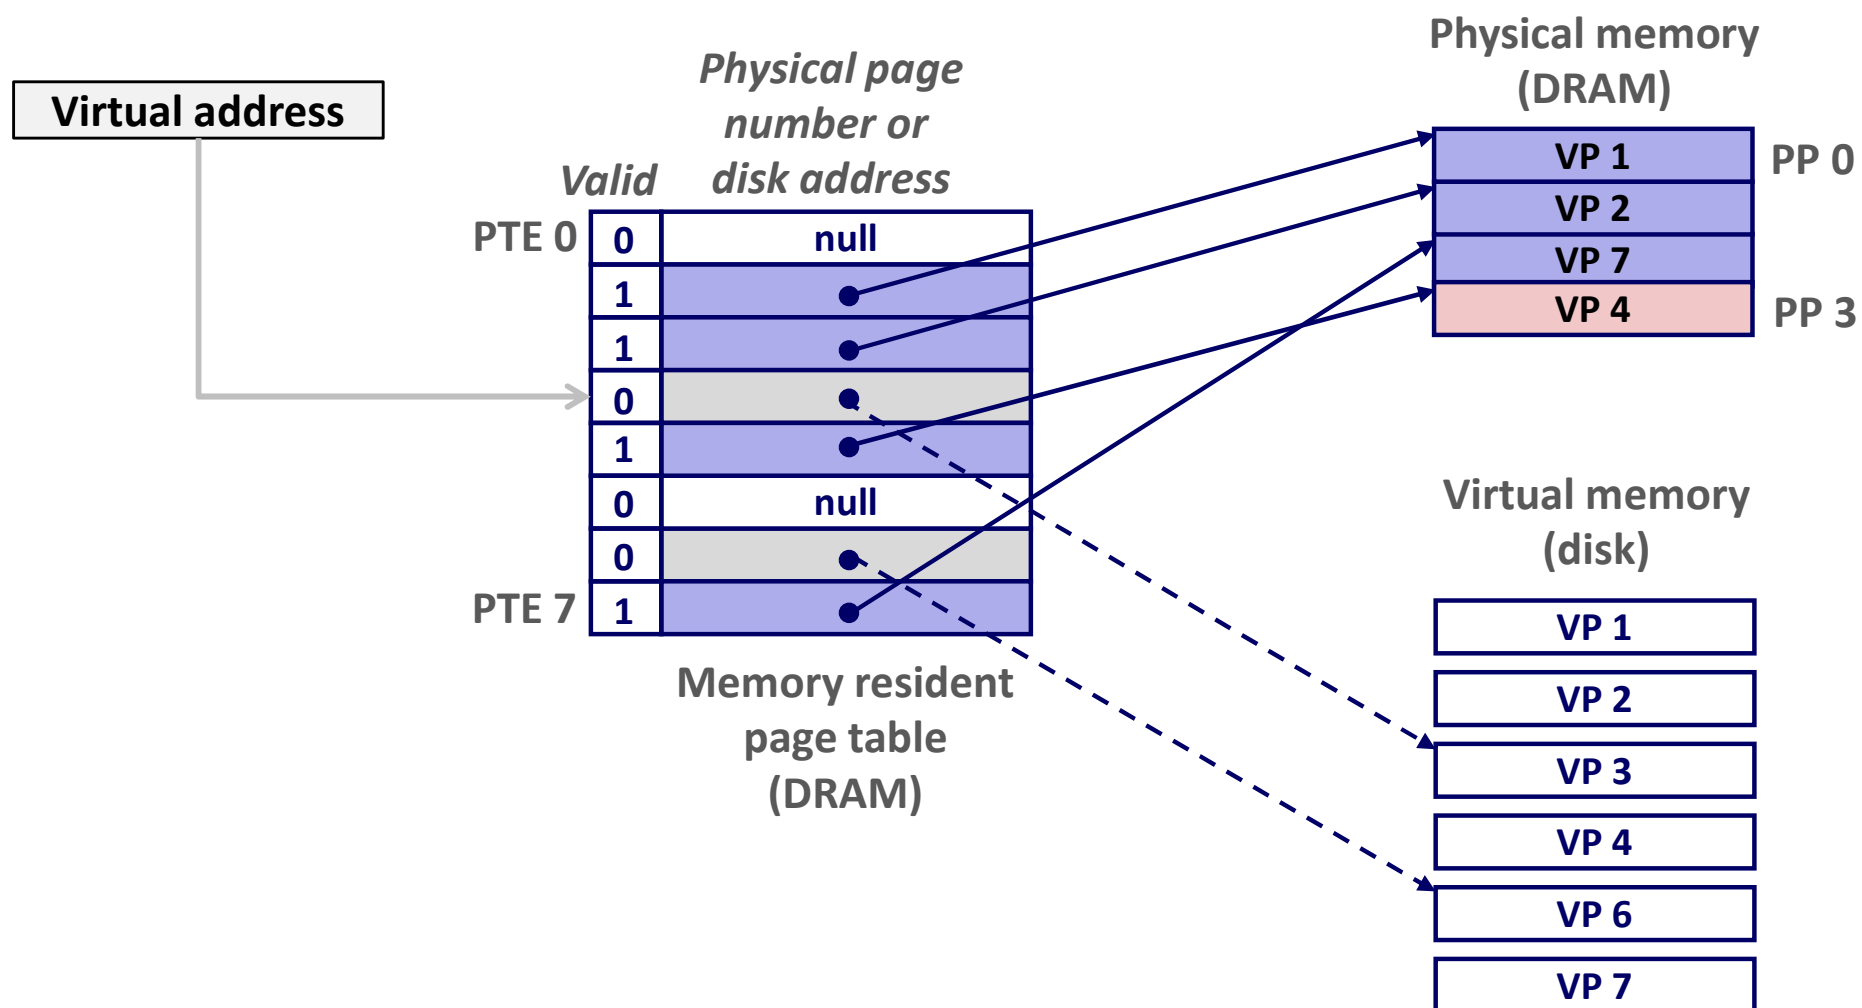 Virtual address
Physical page
number or
disk address
Valid
PTE 0
0
null
1
1
0
1
0
null
0
PTE 7
1
Memory resident
page table
(DRAM)
Physical memory
(DRAM)
VP 1
PP 0
VP 2
VP 7
VP 4
PP 3
Virtual memory
(disk)
VP 1
VP 2
VP 3
VP 4
VP 6
VP 7